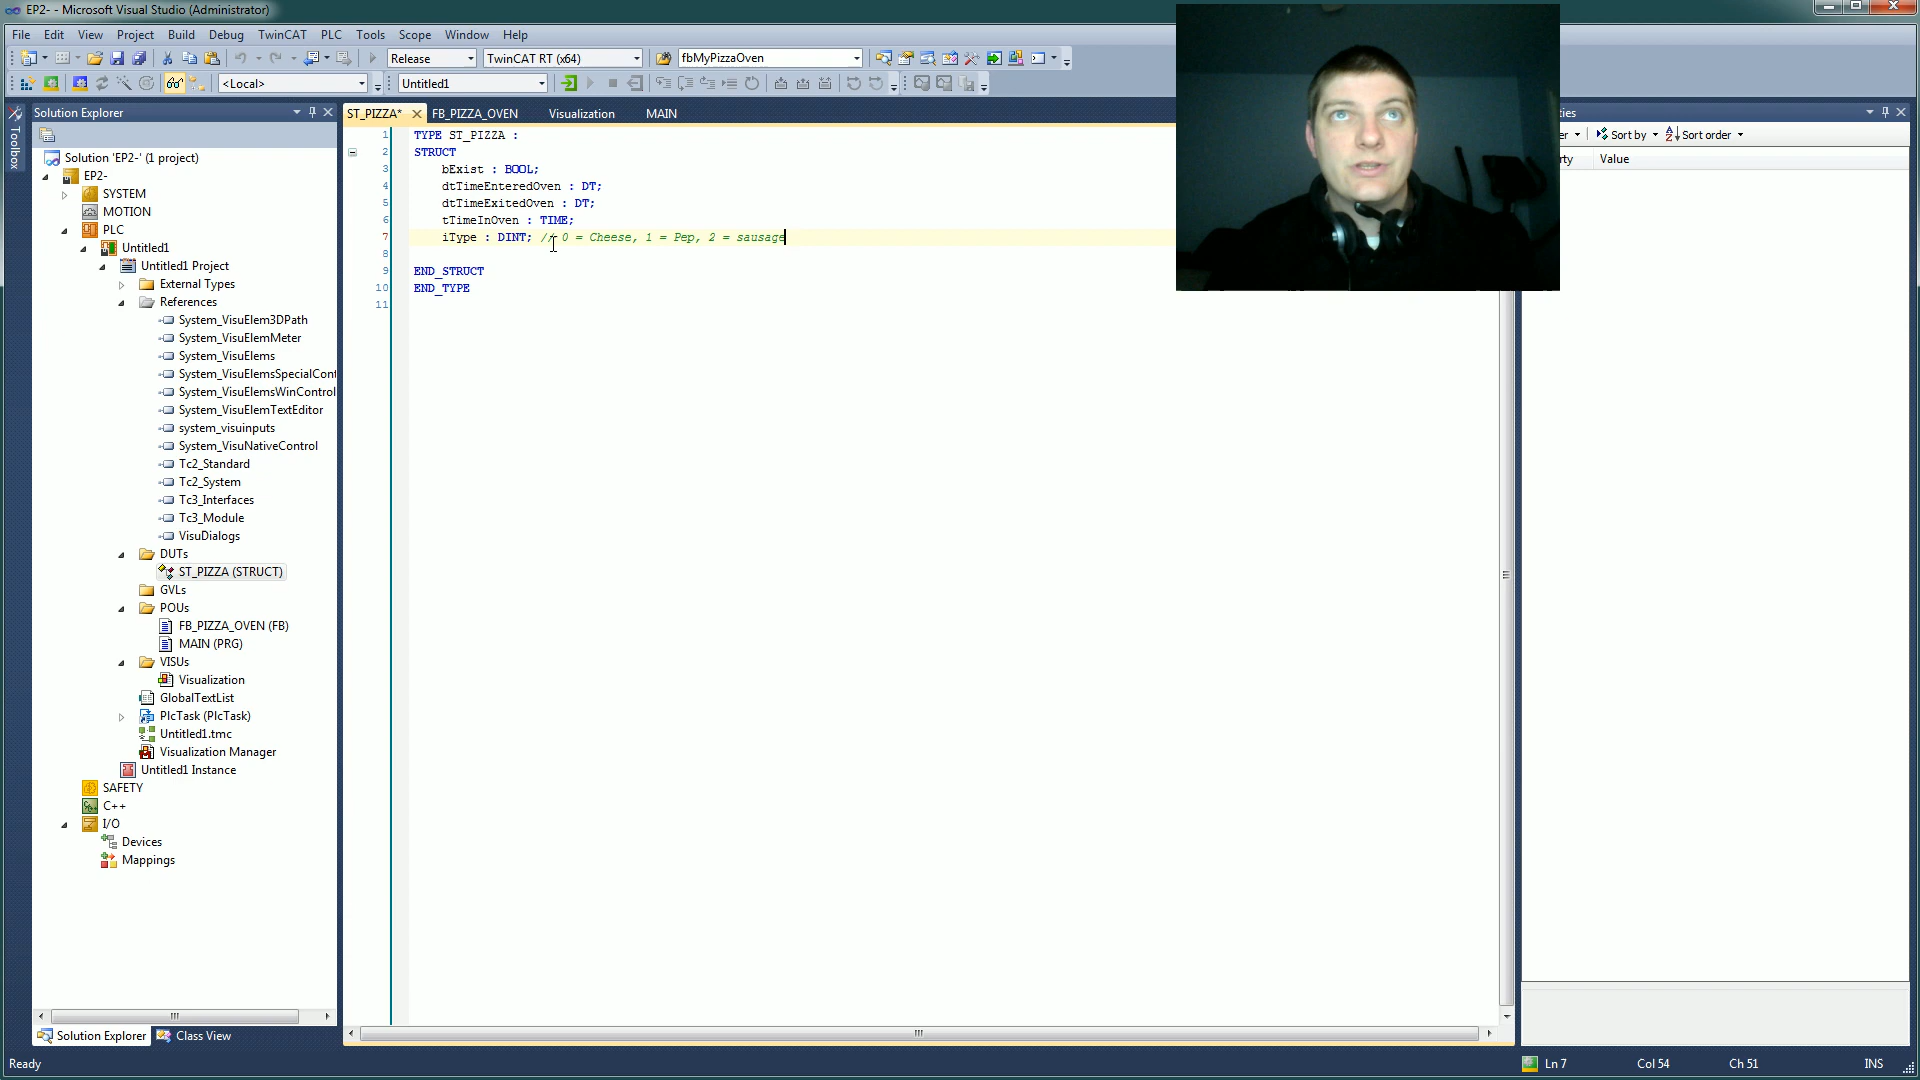 EP2- - Microsoft Visual Studio (Administrator)
File Edit View Project Build Debug TwinCAT PLC Tools Scope Window Help
Release TwinCAT RT (x64) fbMyPizzaOven
<Local> Untitled1
Toolbox
Solution Explorer
Solution 'EP2-' (1 project)
EP2-
SYSTEM
MOTION
PLC
Untitled1
Untitled1 Project
External Types
References
System_VisuElem3DPath
System_VisuElemMeter
System_VisuElems
System_VisuElemsSpecialCont
System_VisuElemsWinControl
System_VisuElemTextEditor
system_visuinputs
System_VisuNativeControl
Tc2_Standard
Tc2_System
Tc3_Interfaces
Tc3_Module
VisuDialogs
DUTs
ST_PIZZA (STRUCT)
GVLs
POUs
FB_PIZZA_OVEN (FB)
MAIN (PRG)
VISUs
Visualization
GlobalTextList
PlcTask (PlcTask)
Untitled1.tmc
Visualization Manager
Untitled1 Instance
SAFETY
C++
I/O
Devices
Mappings
Solution Explorer Class View
ST_PIZZA* FB_PIZZA_OVEN Visualization MAIN
1 TYPE ST_PIZZA :
2 STRUCT
3 bExist : BOOL;
4 dtTimeEnteredOven : DT;
5 dtTimeExitedOven : DT;
6 tTimeInOven : TIME;
7 iType : DINT; // 0 = Cheese, 1 = Pep, 2 = sausage
8
9 END_STRUCT
10 END_TYPE
11
ties
er Sort by Sort order
rty Value
Ready Ln 7 Col 54 Ch 51 INS